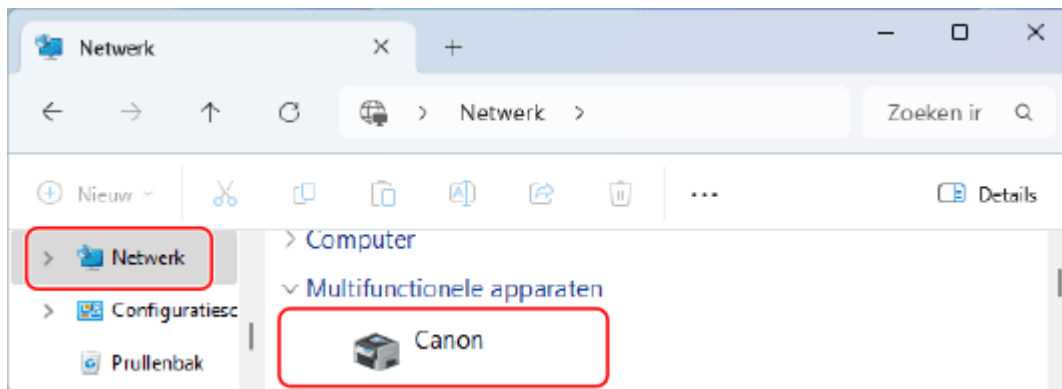 Netwerk
Netwerk
Zoeken ir
Nieuw
Details
Netwerk
Computer
Configuratiesc
Multifunctionele apparaten
Prullenbak
Canon